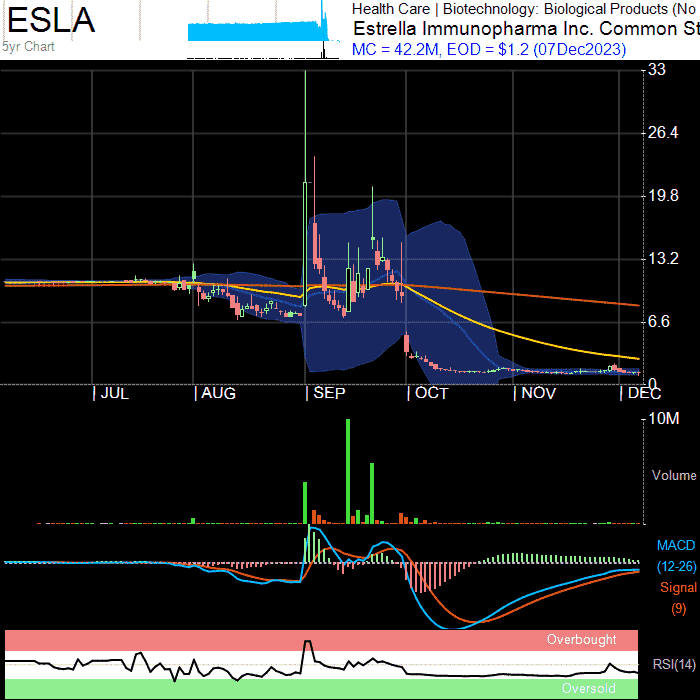 ESLA
5yr Chart
Health Care | Biotechnology: Biological Products (No
Estrella Immunopharma Inc. Common St
MC = 42.2M, EOD = $1.2 (07Dec2023)
33
26.4
19.8
13.2
6.6
0
| JUL | AUG | SEP | OCT | NOV | DEC
10M
Volume
MACD
(12-26)
Signal
(9)
Overbought
RSI(14)
Oversold